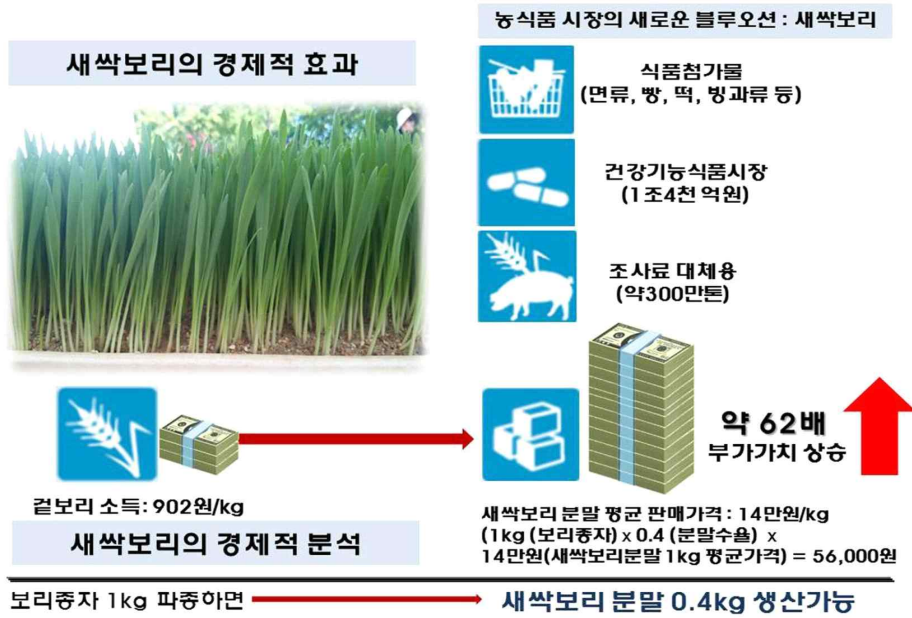 새싹보리의 경제적 효과
농식품 시장의 새로운 블루오션 : 새싹보리
식품첨가물
(면류, 빵, 떡, 빙과류 등)
건강기능식품시장
(1조4천 억원)
조사료 대체용
(약300만톤)
약 62배
부가가치 상승
겉보리 소득: 902원/kg
새싹보리의 경제적 분석
새싹보리 분말 평균 판매가격 : 14만원/kg
(1kg (보리종자) x 0.4 (분말수율) x
14만원(새싹보리분말 1kg 평균가격) = 56,000원
보리종자 1kg 파종하면
새싹보리 분말 0.4kg 생산가능